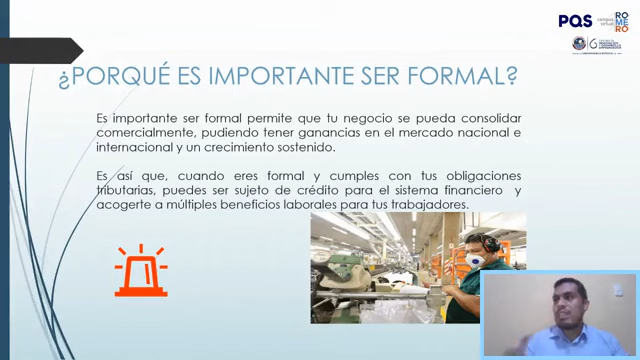 PQS
campus
virtual
RO
ME
RO
¿PORQUÉ ES IMPORTANTE SER FORMAL?
Es importante ser formal permite que tu negocio se pueda consolidar
comercialmente, pudiendo tener ganancias en el mercado nacional e
internacional y un crecimiento sostenido.
Es así que, cuando eres formal y cumples con tus obligaciones
tributarias, puedes ser sujeto de crédito para el sistema financiero y
acogerte a múltiples beneficios laborales para tus trabajadores.